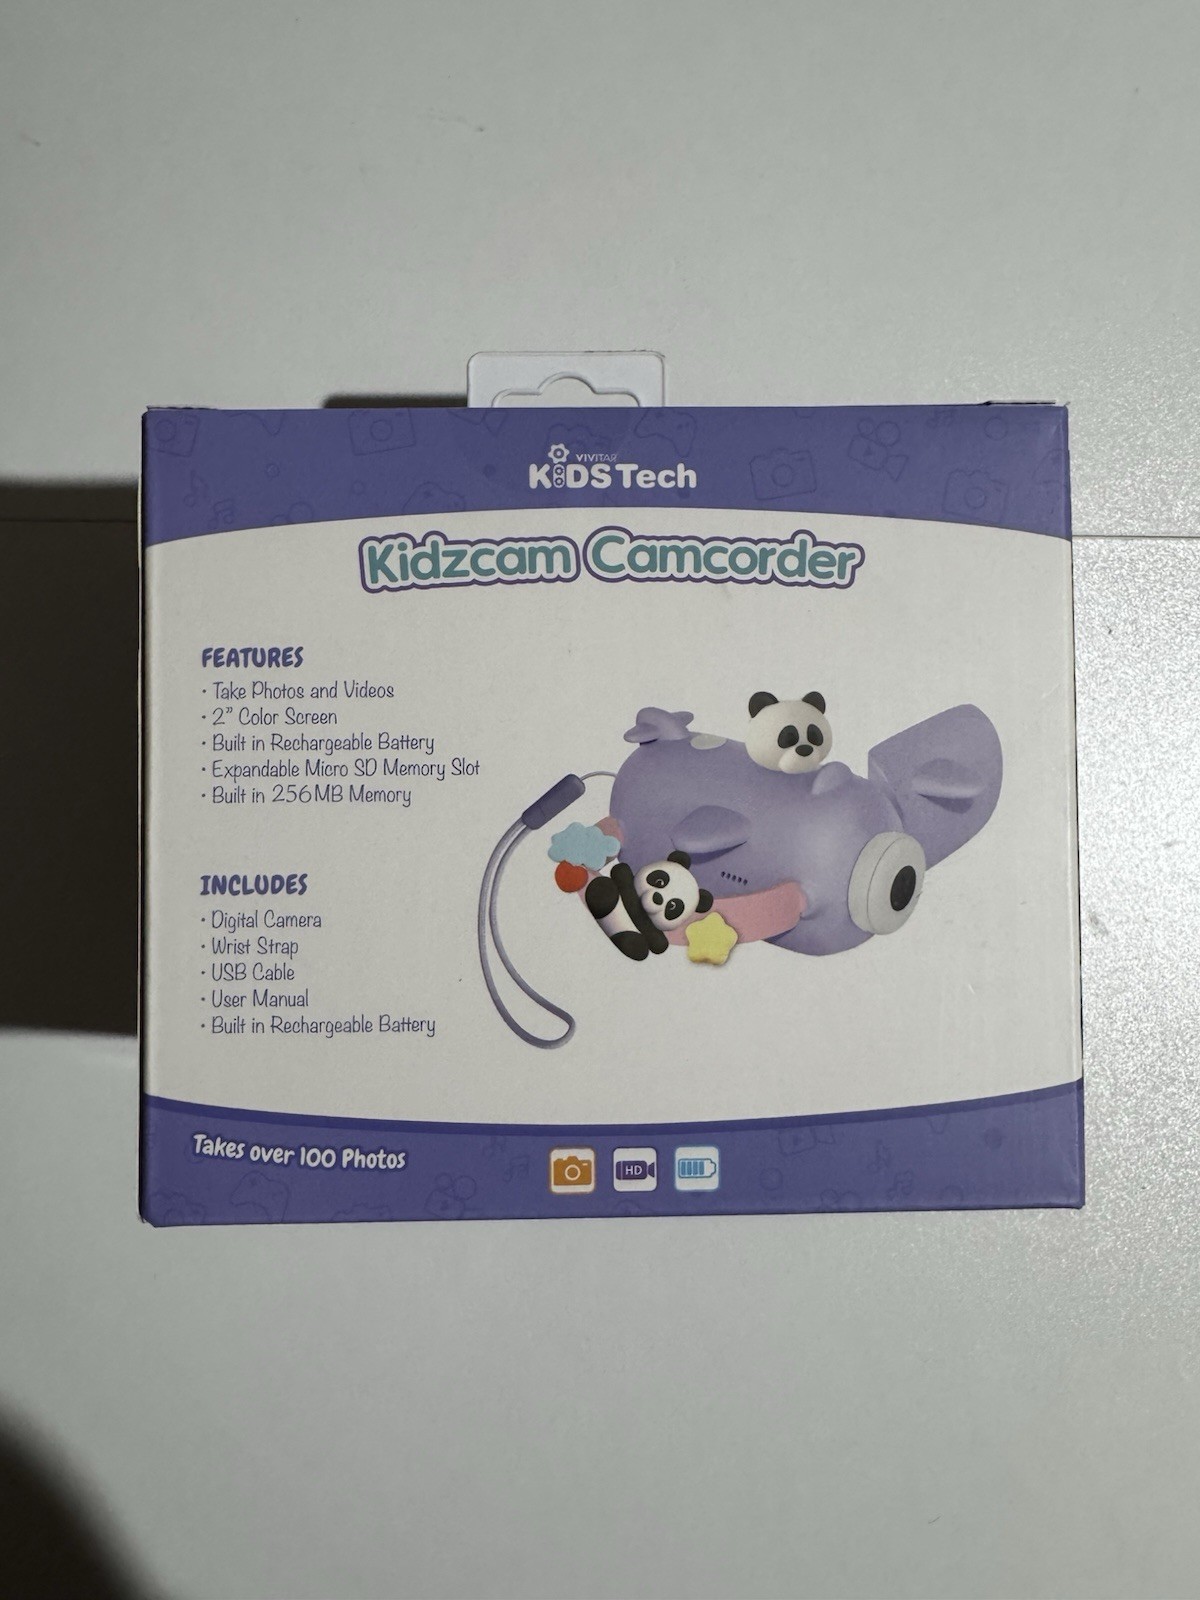 VIVITAR
KiDS Tech
Kidzcam Camcorder
FEATURES
· Take Photos and Videos
· 2” Color Screen
· Built in Rechargeable Battery
· Expandable Micro SD Memory Slot
· Built in 256MB Memory
INCLUDES
· Digital Camera
· Wrist Strap
· USB Cable
· User Manual
· Built in Rechargeable Battery
Takes over 100 Photos
HD